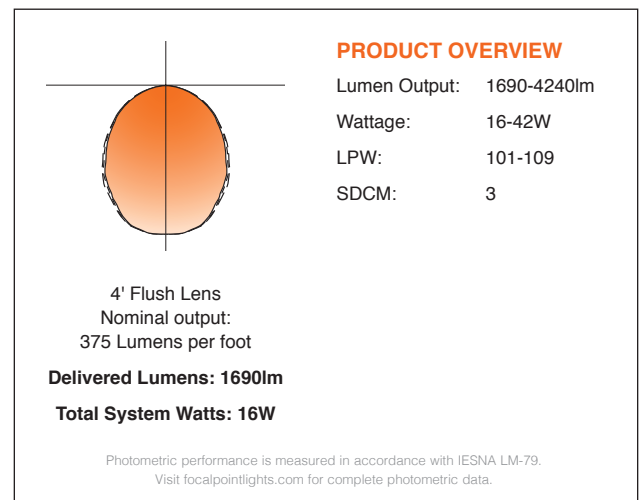 PRODUCT OVERVIEW
Lumen Output: 1690-4240lm
Wattage: 16-42W
LPW: 101-109
SDCM: 3
4' Flush Lens
Nominal output:
375 Lumens per foot
Delivered Lumens: 1690lm
Total System Watts: 16W
Photometric performance is measured in accordance with IESNA LM-79.
Visit focalpointlights.com for complete photometric data.